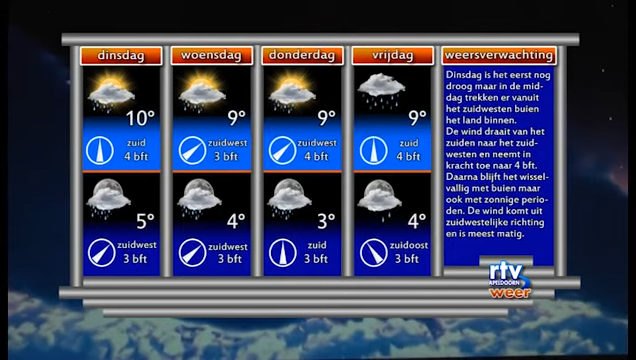 dinsdag
woensdag
donderdag
vrijdag
weersverwachting
10°
zuid
4 bft
9°
zuidwest
3 bft
9°
zuidwest
4 bft
9°
zuid
4 bft
5°
zuidwest
3 bft
4°
zuidwest
3 bft
3°
zuid
3 bft
4°
zuidoost
3 bft
Dinsdag is het eerst nog
droog maar in de mid-
dag trekken er vanuit
het zuidwesten buien
het land binnen.
De wind draait van het
zuiden naar het zuid-
westen en neemt in
kracht toe naar 4 bft.
Daarna blijft het wissel-
vallig met buien maar
ook met zonnige perio-
den. De wind komt uit
zuidwestelijke richting
en is meest matig.
rtv
APELDOORN
weer